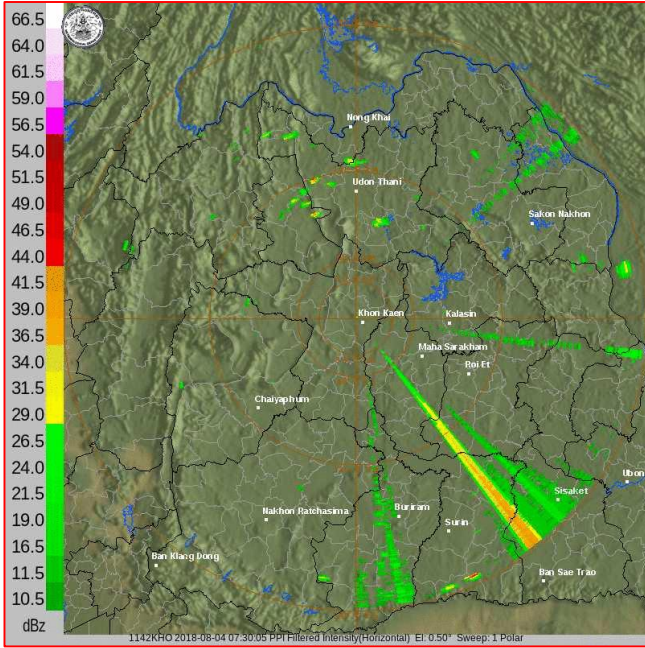 66.5
64.0
61.5
59.0
56.5
54.0
51.5
49.0
46.5
44.0
41.5
39.0
36.5
34.0
31.5
29.0
26.5
24.0
21.5
19.0
16.5
11.5
10.5
dBz
Nong Khai
Udon Thani
Sakon Nakhon
Khon Kaen
Kalasin
Maha Sarakham
Roi Et
Chaiyaphum
Ubon
Sisaket
Nakhon Ratchasima
Buriram
Surin
Ban Klang Dong
Ban Sae Trao
1142KHO 2018-08-04 07:30:05 PPI Filtered Intensity(Horizontal) El: 0.50° Sweep: 1 Polar